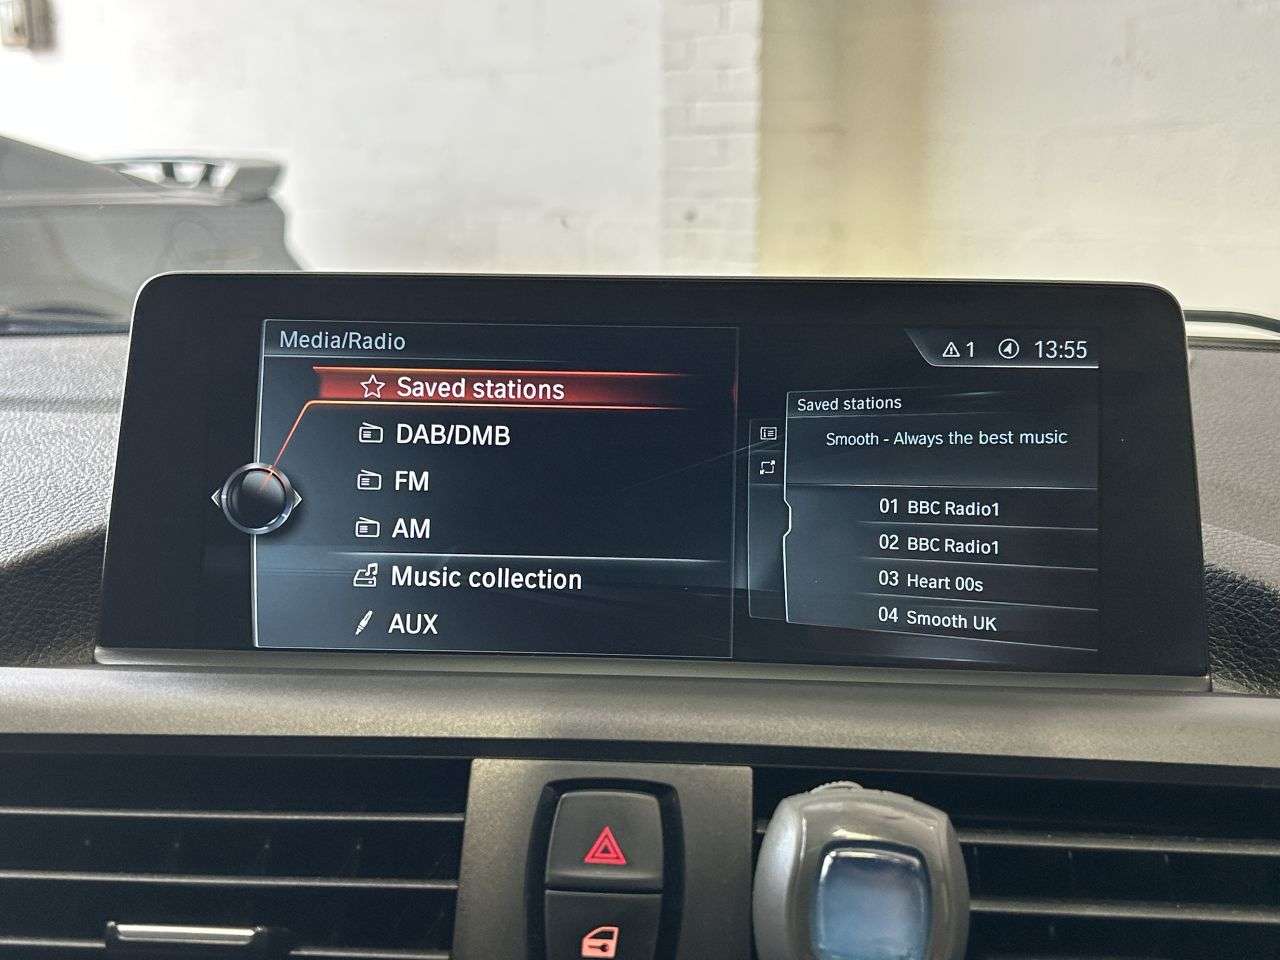 Media/Radio
Saved stations
DAB/DMB
FM
AM
Music collection
AUX
1 13:55
Saved stations
Smooth - Always the best music
01 BBC Radio1
02 BBC Radio1
03 Heart 00s
04 Smooth UK